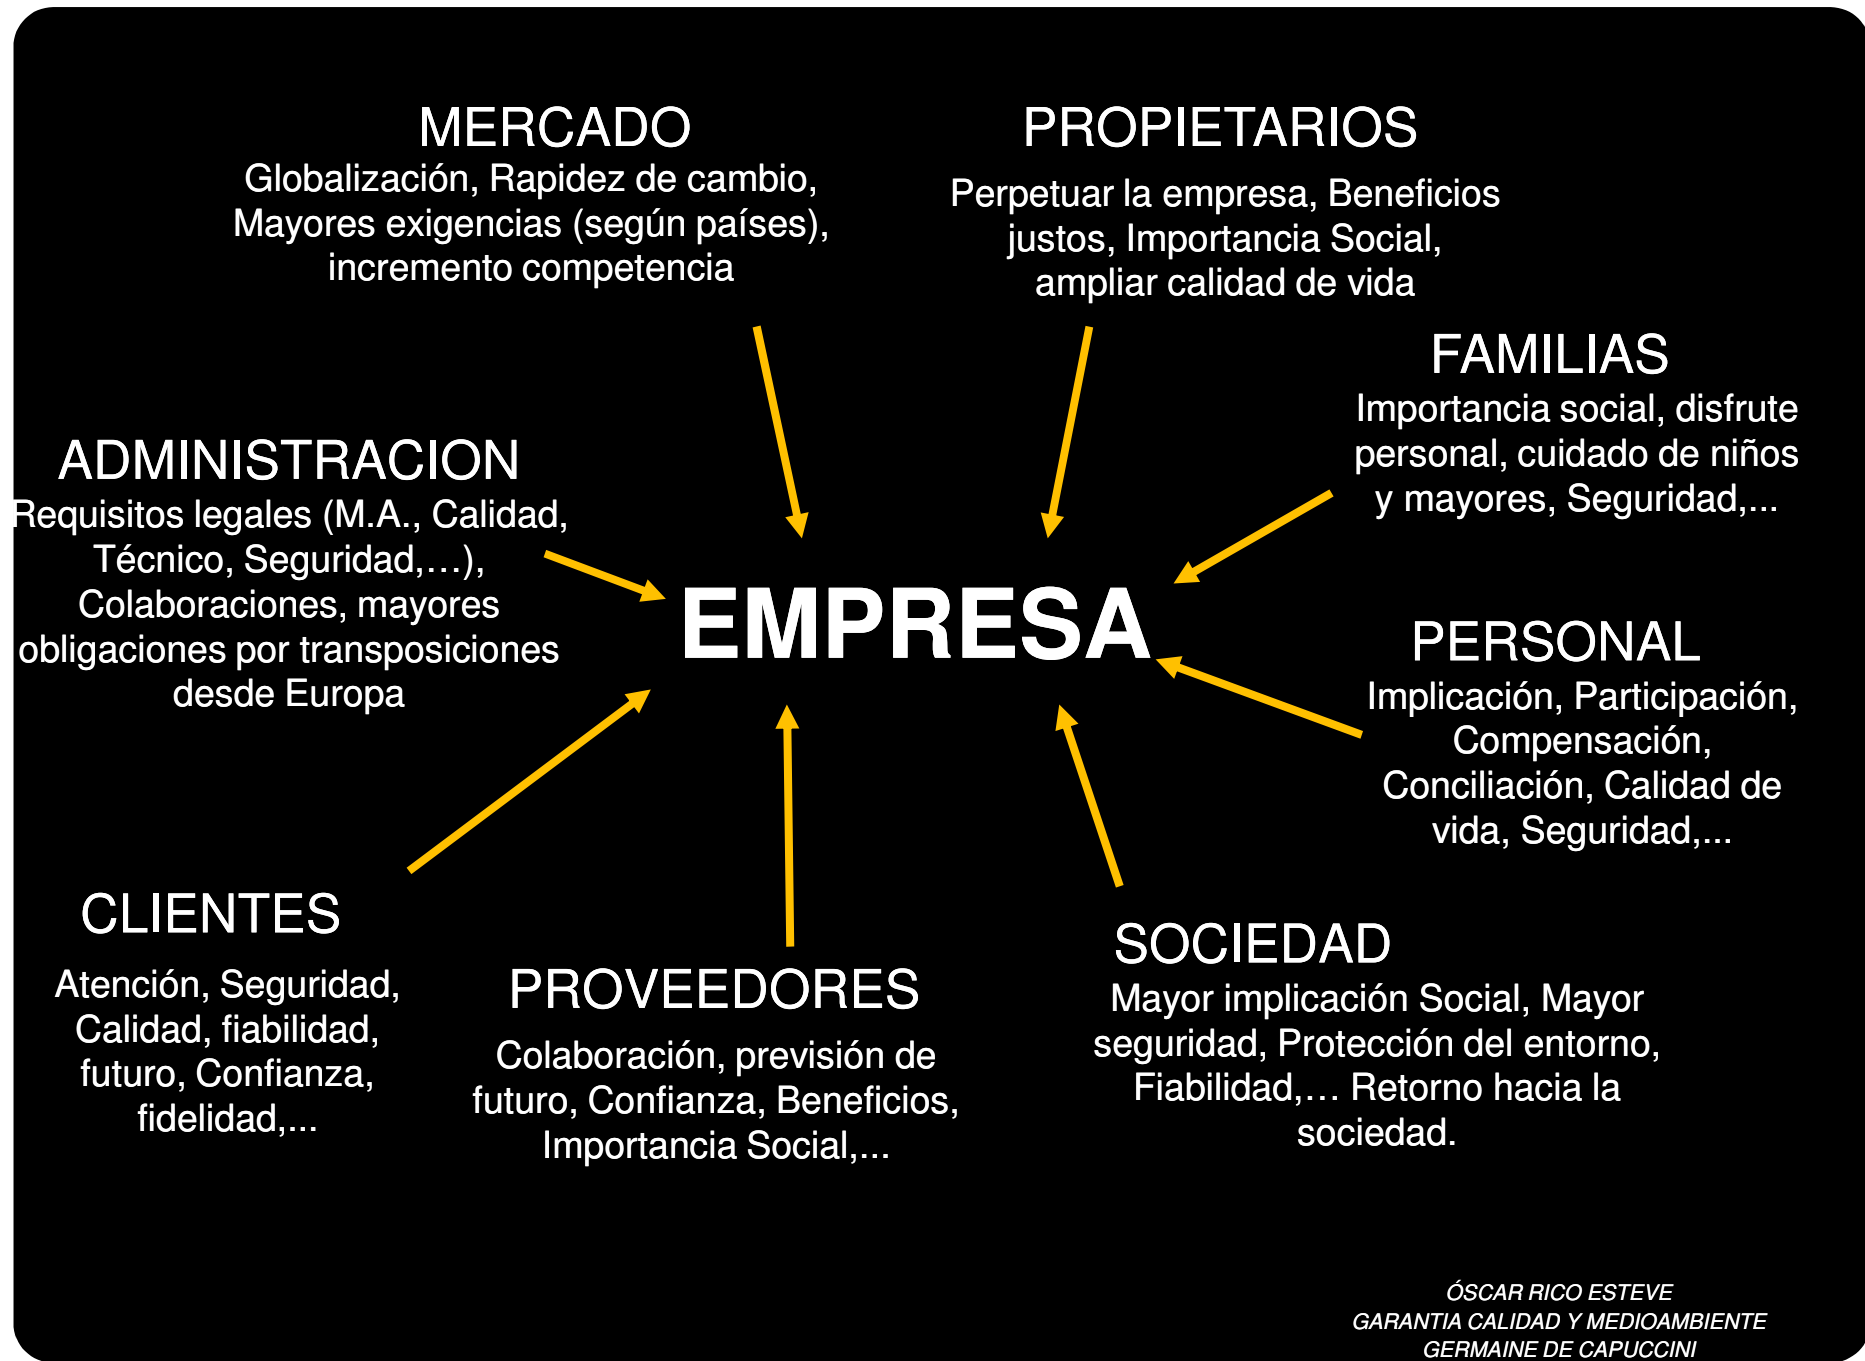 MERCADO
Globalización, Rapidez de cambio,
Mayores exigencias (según países),
incremento competencia
PROPIETARIOS
Perpetuar la empresa, Beneficios
justos, Importancia Social,
ampliar calidad de vida
FAMILIAS
Importancia social, disfrute
personal, cuidado de niños
y mayores, Seguridad,...
ADMINISTRACION
Requisitos legales (M.A., Calidad,
Técnico, Seguridad,…),
Colaboraciones, mayores
obligaciones por transposiciones
desde Europa
EMPRESA
PERSONAL
Implicación, Participación,
Compensación,
Conciliación, Calidad de
vida, Seguridad,...
CLIENTES
Atención, Seguridad,
Calidad, fiabilidad,
futuro, Confianza,
fidelidad,...
PROVEEDORES
Colaboración, previsión de
futuro, Confianza, Beneficios,
Importancia Social,...
SOCIEDAD
Mayor implicación Social, Mayor
seguridad, Protección del entorno,
Fiabilidad,… Retorno hacia la
sociedad.
ÓSCAR RICO ESTEVE
GARANTIA CALIDAD Y MEDIOAMBIENTE
GERMAINE DE CAPUCCINI